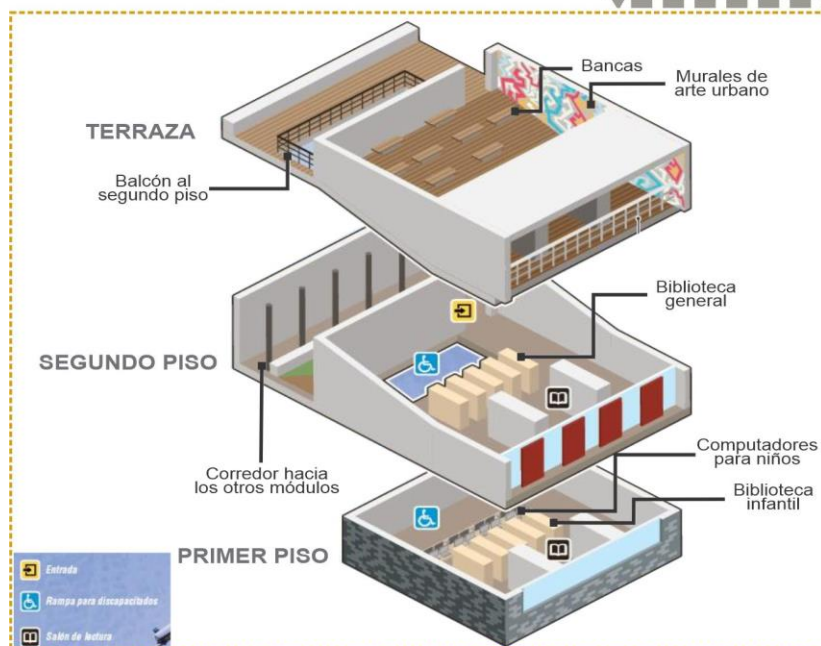 Bancas
Murales de
arte urbano
TERRAZA
Balcón al
segundo piso
Biblioteca
general
SEGUNDO PISO
Corredor hacia
los otros módulos
Computadores
para niños
Biblioteca
infantil
PRIMER PISO
Entrada
Rampa para discapacitados
Salón de lectura